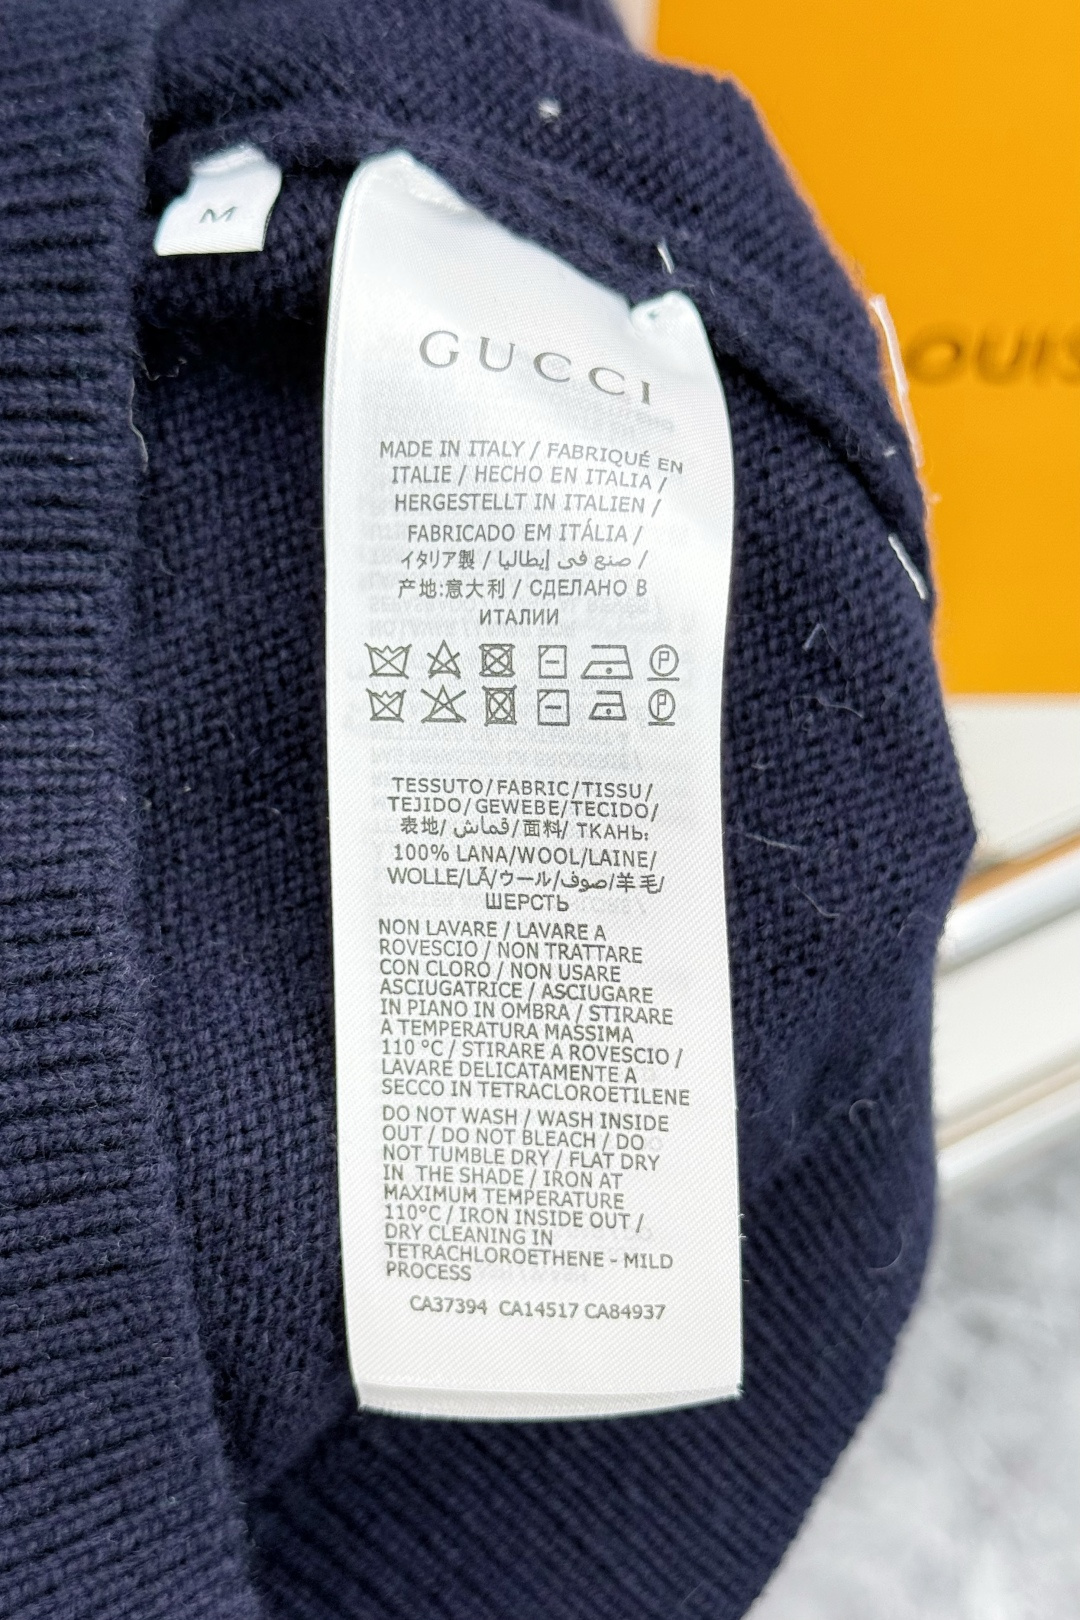 M
GUCCI
MADE IN ITALY / FABRIQUÉ EN
ITALIE / HECHO EN ITALIA /
HERGESTELLT IN ITALIEN /
FABRICADO EM ITÁLIA /
イタリア製 / صنع في إيطاليا /
产地:意大利 / СДЕЛАНО В
ИТАЛИИ
TESSUTO/FABRIC/TISSU/
TEJIDO/GEWEBE/TECIDO/
表地/ قماش/面料/ ТКАНЬ:
100% LANA/WOOL/LAINE/
WOLLE/LÃ/ウール/صوف/羊毛/
ШЕРСТЬ
NON LAVARE / LAVARE A
ROVESCIO / NON TRATTARE
CON CLORO / NON USARE
ASCIUGATRICE / ASCIUGARE
IN PIANO IN OMBRA / STIRARE
A TEMPERATURA MASSIMA
110 °C / STIRARE A ROVESCIO /
LAVARE DELICATAMENTE A
SECCO IN TETRACLOROETILENE
DO NOT WASH / WASH INSIDE
OUT / DO NOT BLEACH / DO
NOT TUMBLE DRY / FLAT DRY
IN THE SHADE / IRON AT
MAXIMUM TEMPERATURE
110°C / IRON INSIDE OUT /
DRY CLEANING IN
TETRACHLOROETHENE - MILD
PROCESS
CA37394 CA14517 CA84937
OUIS